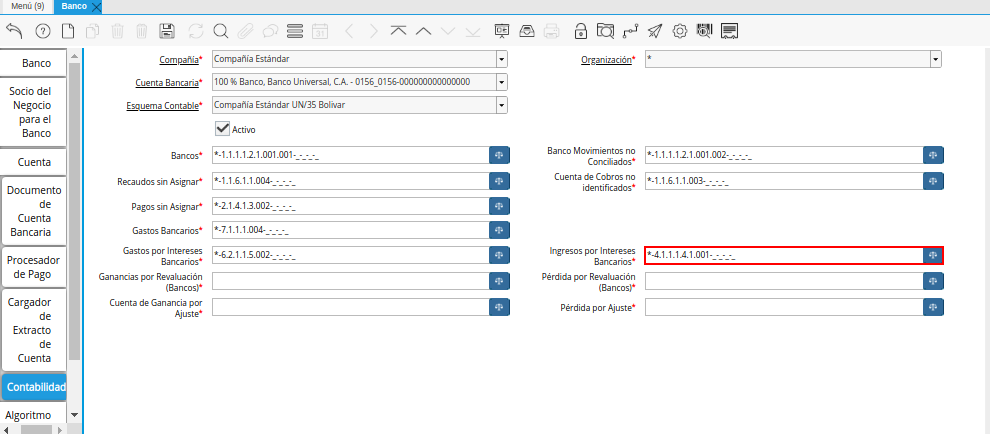 Menú (9)
Banco
Banco
Socio del
Negocio
para el
Banco
Cuenta
Documento
de
Cuenta
Bancaria
Procesador
de Pago
Cargador
de
Extracto
de
Cuenta
Contabilidad
Algoritmo
Compañía*
Compañía Estándar
Organización*
*
Cuenta Bancaria*
100 % Banco, Banco Universal, C.A. - 0156_0156-000000000000000
Esquema Contable*
Compañía Estándar UN/35 Bolivar
Activo
Bancos*
*-1.1.1.1.2.1.001.001-_-_-_-_
Banco Movimientos no
Conciliados*
*-1.1.1.1.2.1.001.002-_-_-_-_
Recaudos sin Asignar*
*-1.1.6.1.1.004-_-_-_-_
Cuenta de Cobros no
identificados*
*-1.1.6.1.1.003-_-_-_-_
Pagos sin Asignar*
*-2.1.4.1.3.002-_-_-_-_
Gastos Bancarios*
*-7.1.1.1.004-_-_-_-_
Gastos por Intereses
Bancarios*
*-6.2.1.1.5.002-_-_-_-_
Ingresos por Intereses
Bancarios*
*-4.1.1.1.4.1.001-_-_-_-_
Ganancias por Revaluación
(Bancos)*
Pérdida por Revaluación
(Bancos)*
Cuenta de Ganancia por
Ajuste*
Pérdida por Ajuste*